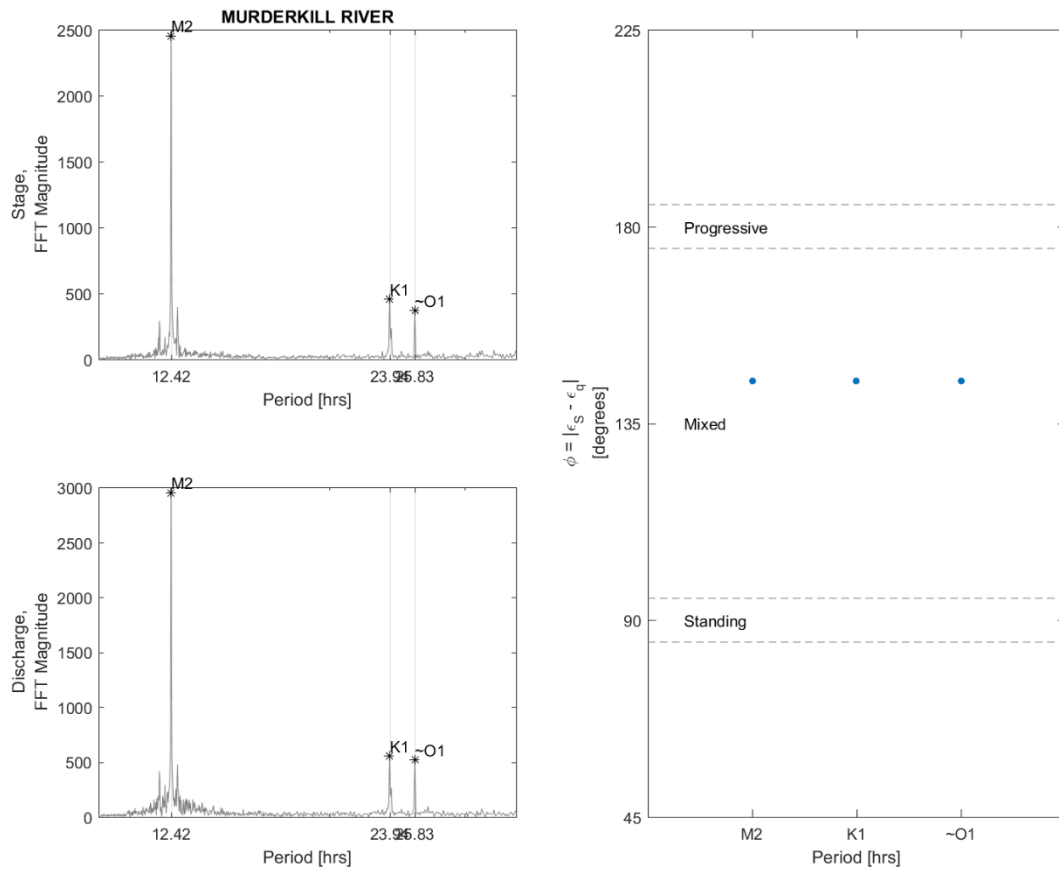 MURDERKILL RIVER
M2
2500
2000
1500
1000
500
0
Stage,
FFT Magnitude
K1
~O1
12.42
23.94
25.83
Period [hrs]
M2
3000
2500
2000
1500
1000
500
0
Discharge,
FFT Magnitude
K1
~O1
12.42
23.94
25.83
Period [hrs]
225
180
135
90
45
ϕ = |ϵ_S - ϵ_q|
[degrees]
Progressive
Mixed
Standing
M2
K1
~O1
Period [hrs]